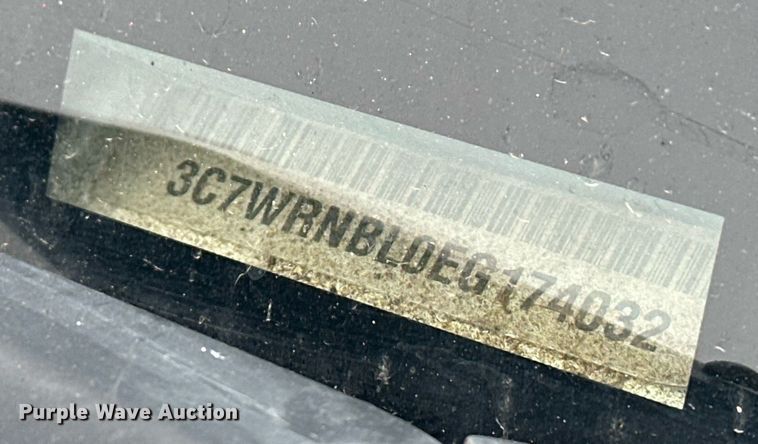 3C7WRNBL0EG174032
Purple Wave Auction